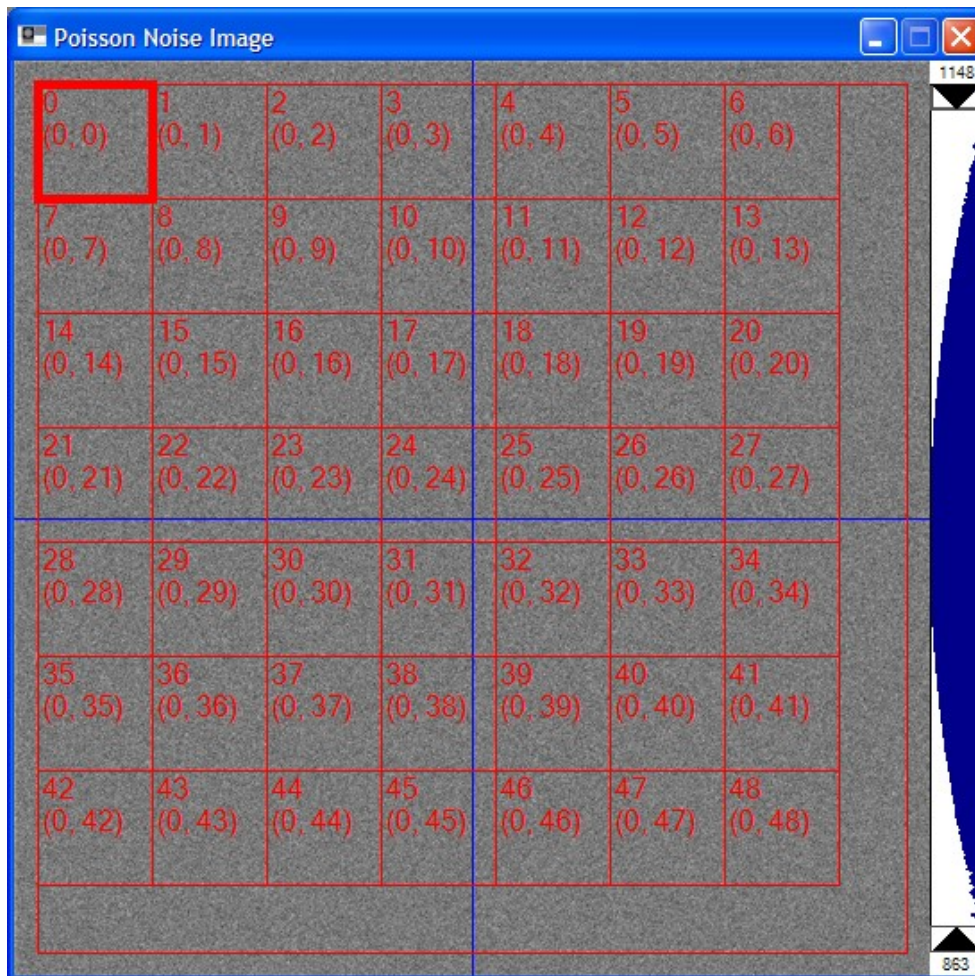 Poisson Noise Image
1148
0 1 2 3 4 5 6
(0, 0) (0, 1) (0, 2) (0, 3) (0, 4) (0, 5) (0, 6)
7 8 9 10 11 12 13
(0, 7) (0, 8) (0, 9) (0, 10) (0, 11) (0, 12) (0, 13)
14 15 16 17 18 19 20
(0, 14) (0, 15) (0, 16) (0, 17) (0, 18) (0, 19) (0, 20)
21 22 23 24 25 26 27
(0, 21) (0, 22) (0, 23) (0, 24) (0, 25) (0, 26) (0, 27)
28 29 30 31 32 33 34
(0, 28) (0, 29) (0, 30) (0, 31) (0, 32) (0, 33) (0, 34)
35 36 37 38 39 40 41
(0, 35) (0, 36) (0, 37) (0, 38) (0, 39) (0, 40) (0, 41)
42 43 44 45 46 47 48
(0, 42) (0, 43) (0, 44) (0, 45) (0, 46) (0, 47) (0, 48)
863